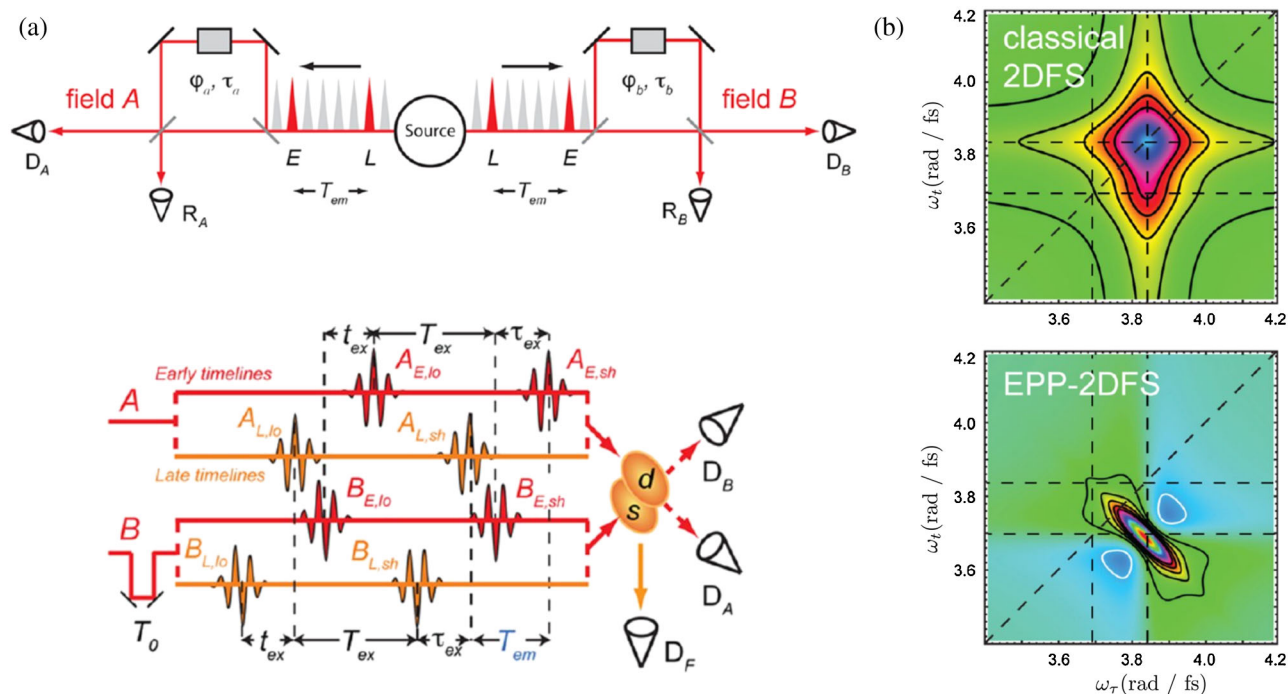 (a)
φa, τa
φb, τb
field A
Source
field B
DA
E
L
L
E
DB
Tem
Tem
RA
RB
tex
Tex
τex
AE,lo
AE,sh
Early timelines
A
AL,lo
AL,sh
Late timelines
DB
BE,lo
BE,sh
d
s
B
BL,lo
BL,sh
DA
T0
tex
Tex
τex
Tem
DF
(b)
4.2
classical
2DFS
4.0
ωt(rad / fs)
3.8
3.6
3.6
3.8
4.0
4.2
4.2
EPP-2DFS
4.0
ωt(rad / fs)
3.8
3.6
3.6
3.8
4.0
4.2
ωτ(rad / fs)